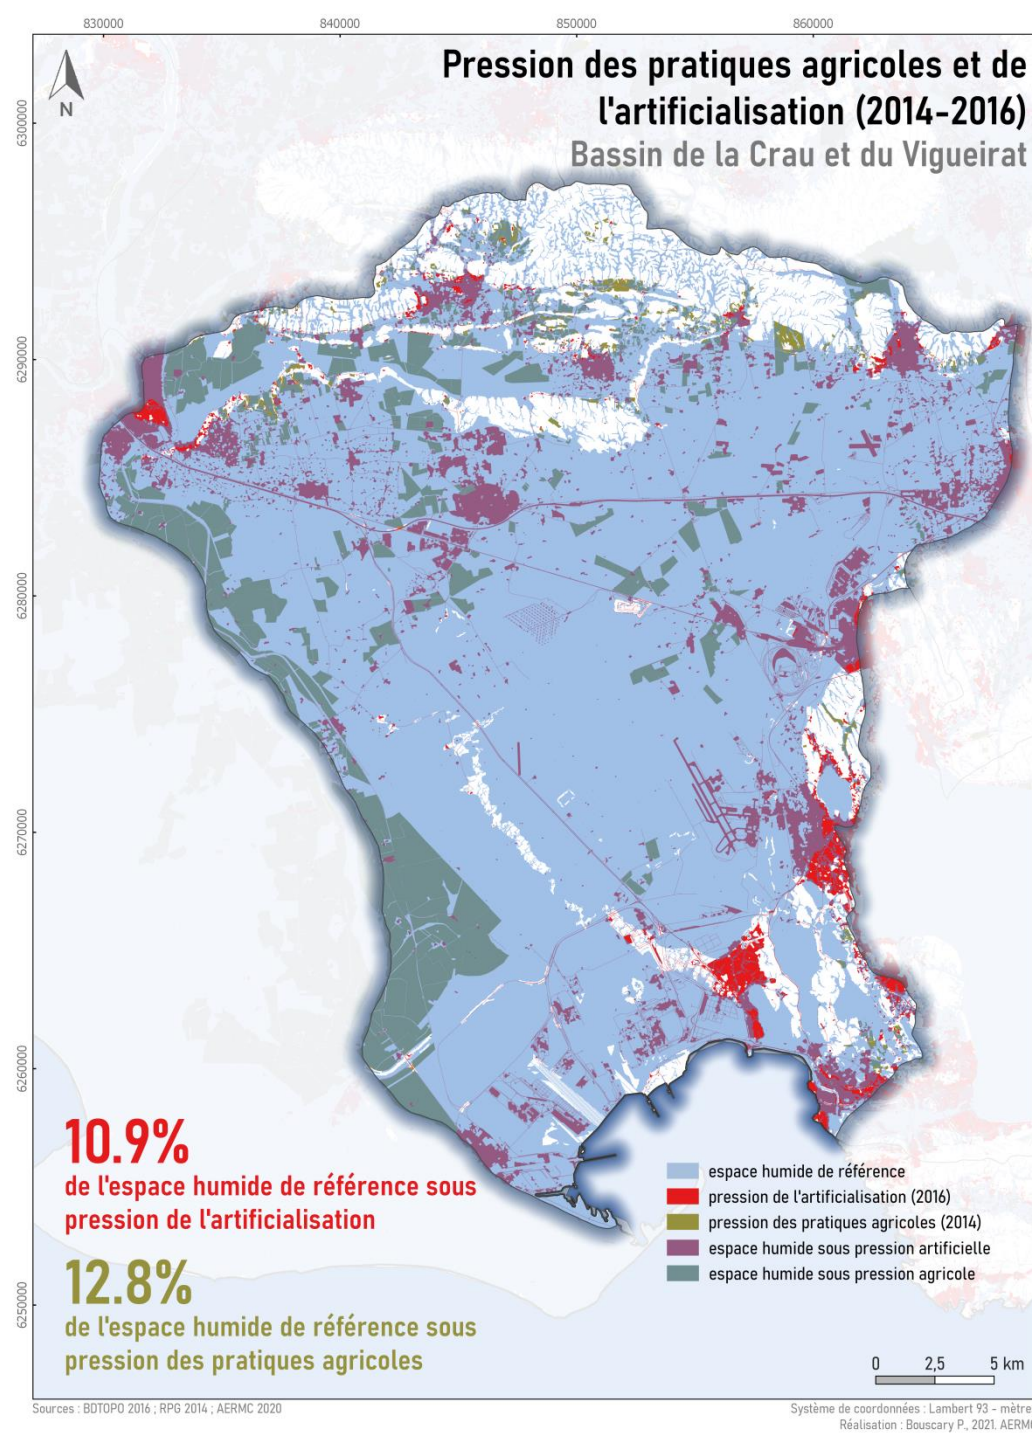 830000
840000
850000
860000
Pression des pratiques agricoles et de
l'artificialisation (2014-2016)
Bassin de la Crau et du Vigueirat
N
6300000
6290000
6280000
6270000
6260000
6250000
10.9%
de l'espace humide de référence sous
pression de l'artificialisation
12.8%
de l'espace humide de référence sous
pression des pratiques agricoles
espace humide de référence
pression de l'artificialisation (2016)
pression des pratiques agricoles (2014)
espace humide sous pression artificielle
espace humide sous pression agricole
0 2,5 5 km
Sources : BDTOPO 2016 ; RPG 2014 ; AERMC 2020
Système de coordonnées : Lambert 93 - mètre
Réalisation : Bouscary P., 2021. AERMC